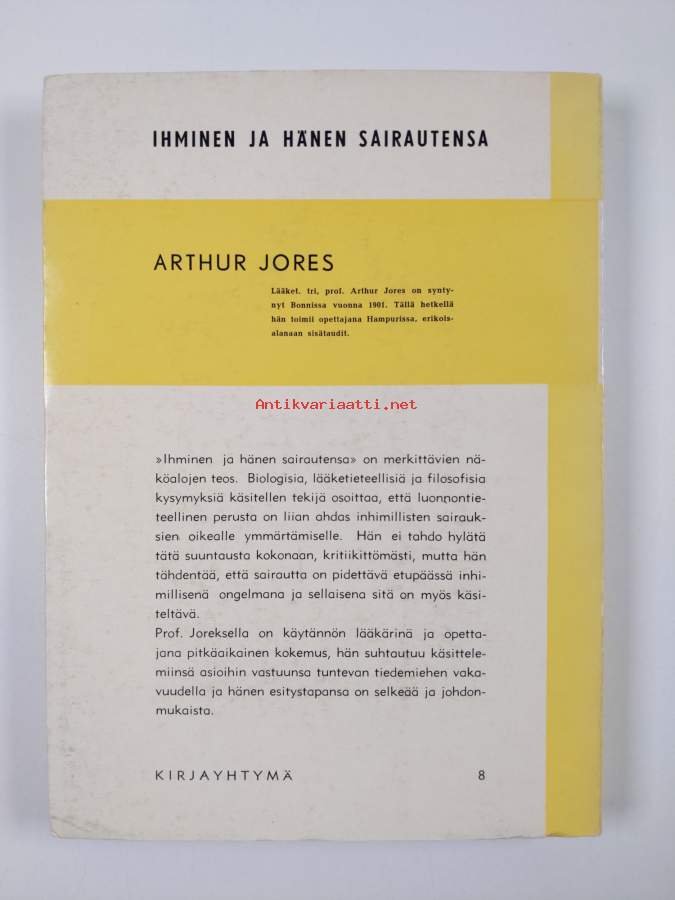 IHMINEN JA HÄNEN SAIRAUTENSA
ARTHUR JORES
Lääket. tri, prof. Arthur Jores on synty-
nyt Bonnissa vuonna 1901. Tällä hetkellä
hän toimii opettajana Hampurissa, erikois-
alanaan sisätaudit.
Antikvariaatti.net
»Ihminen ja hänen sairautensa» on merkittävien nä-
köalojen teos. Biologisia, lääketieteellisiä ja filosofisia
kysymyksiä käsitellen tekijä osoittaa, että luonnontie-
teellinen perusta on liian ahdas inhimillisten sairauk-
sien oikealle ymmärtämiselle. Hän ei tahdo hylätä
tätä suuntausta kokonaan, kritiikittömästi, mutta hän
tähdentää, että sairautta on pidettävä etupäässä inhi-
millisenä ongelmana ja sellaisena sitä on myös käsi-
teltävä.
Prof. Joreksella on käytännön lääkärinä ja opetta-
jana pitkäaikainen kokemus, hän suhtautuu käsittele-
miinsä asioihin vastuunsa tuntevan tiedemiehen vaka-
vuudella ja hänen esitystapansa on selkeää ja johdon-
mukaista.
KIRJAYHTYMÄ 8